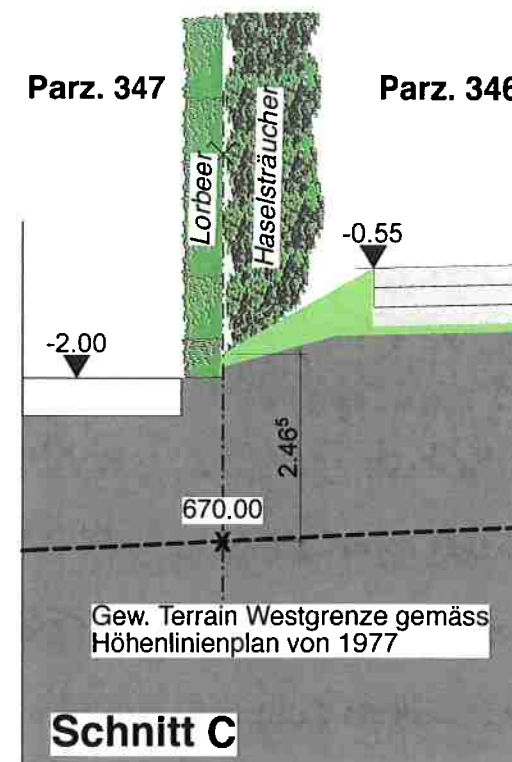 Parz. 347
Parz. 346
Lorbeer
Haselsträucher
-0.55
-2.00
2.46⁵
670.00
Gew. Terrain Westgrenze gemäss
Höhenlinienplan von 1977
Schnitt C